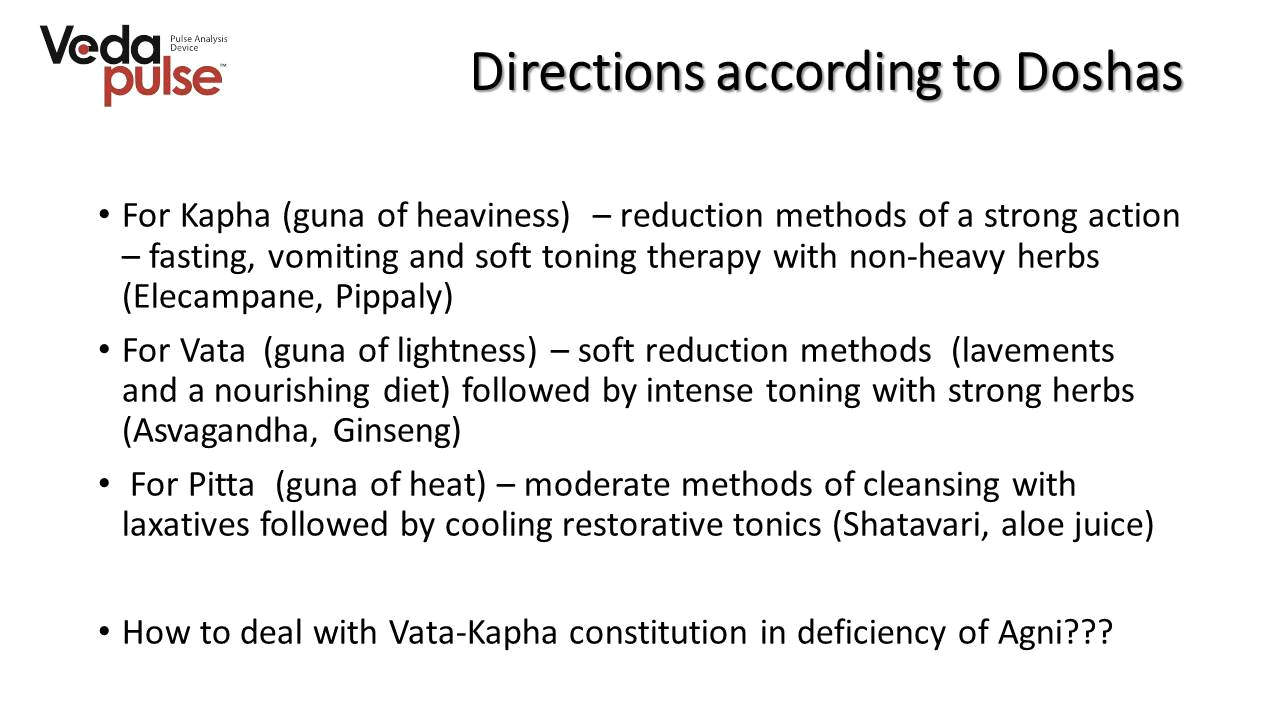 Veda
pulse™
Pulse Analysis
Device
Directions according to Doshas
• For Kapha (guna of heaviness) – reduction methods of a strong action
– fasting, vomiting and soft toning therapy with non-heavy herbs
(Elecampane, Pippaly)
• For Vata (guna of lightness) – soft reduction methods (lavements
and a nourishing diet) followed by intense toning with strong herbs
(Asvagandha, Ginseng)
• For Pitta (guna of heat) – moderate methods of cleansing with
laxatives followed by cooling restorative tonics (Shatavari, aloe juice)
• How to deal with Vata-Kapha constitution in deficiency of Agni???